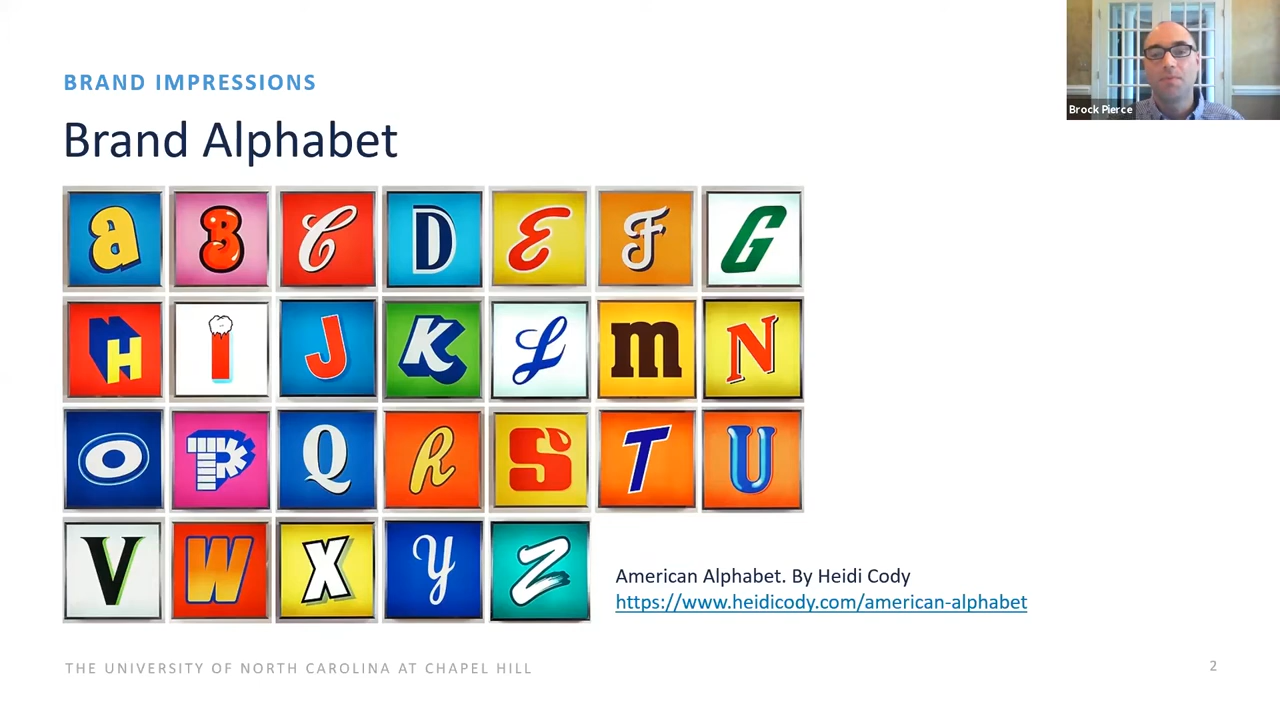 BRAND IMPRESSIONS
Brand Alphabet
Brock Pierce
a B C D E F G
H i J K L m N
O P Q R S T U
V W X Y Z
American Alphabet. By Heidi Cody
https://www.heidicody.com/american-alphabet
THE UNIVERSITY OF NORTH CAROLINA AT CHAPEL HILL
2